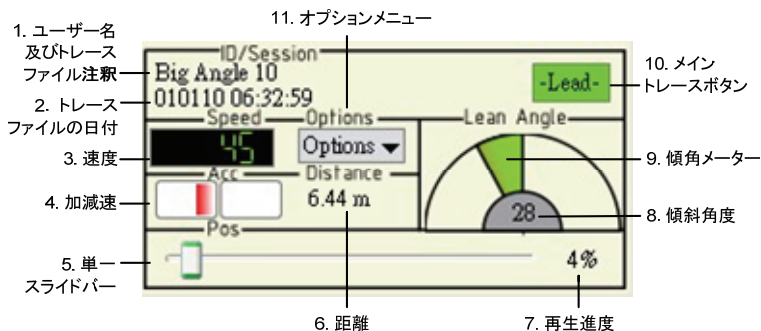 11. オプションメニュー
1. ユーザー名
及びトレース
ファイル注釈
2. トレース
ファイルの日付
3. 速度
4. 加減速
5. 単一
スライドバー
ID/Session
Big Angle 10
010110 06:32:59
-Lead-
Speed
Options
Lean Angle
45
Options
Acc
Distance
6.44 m
28
Pos
4%
10. メイン
トレースボタン
9. 傾角メーター
8. 傾斜角度
6. 距離
7. 再生進度